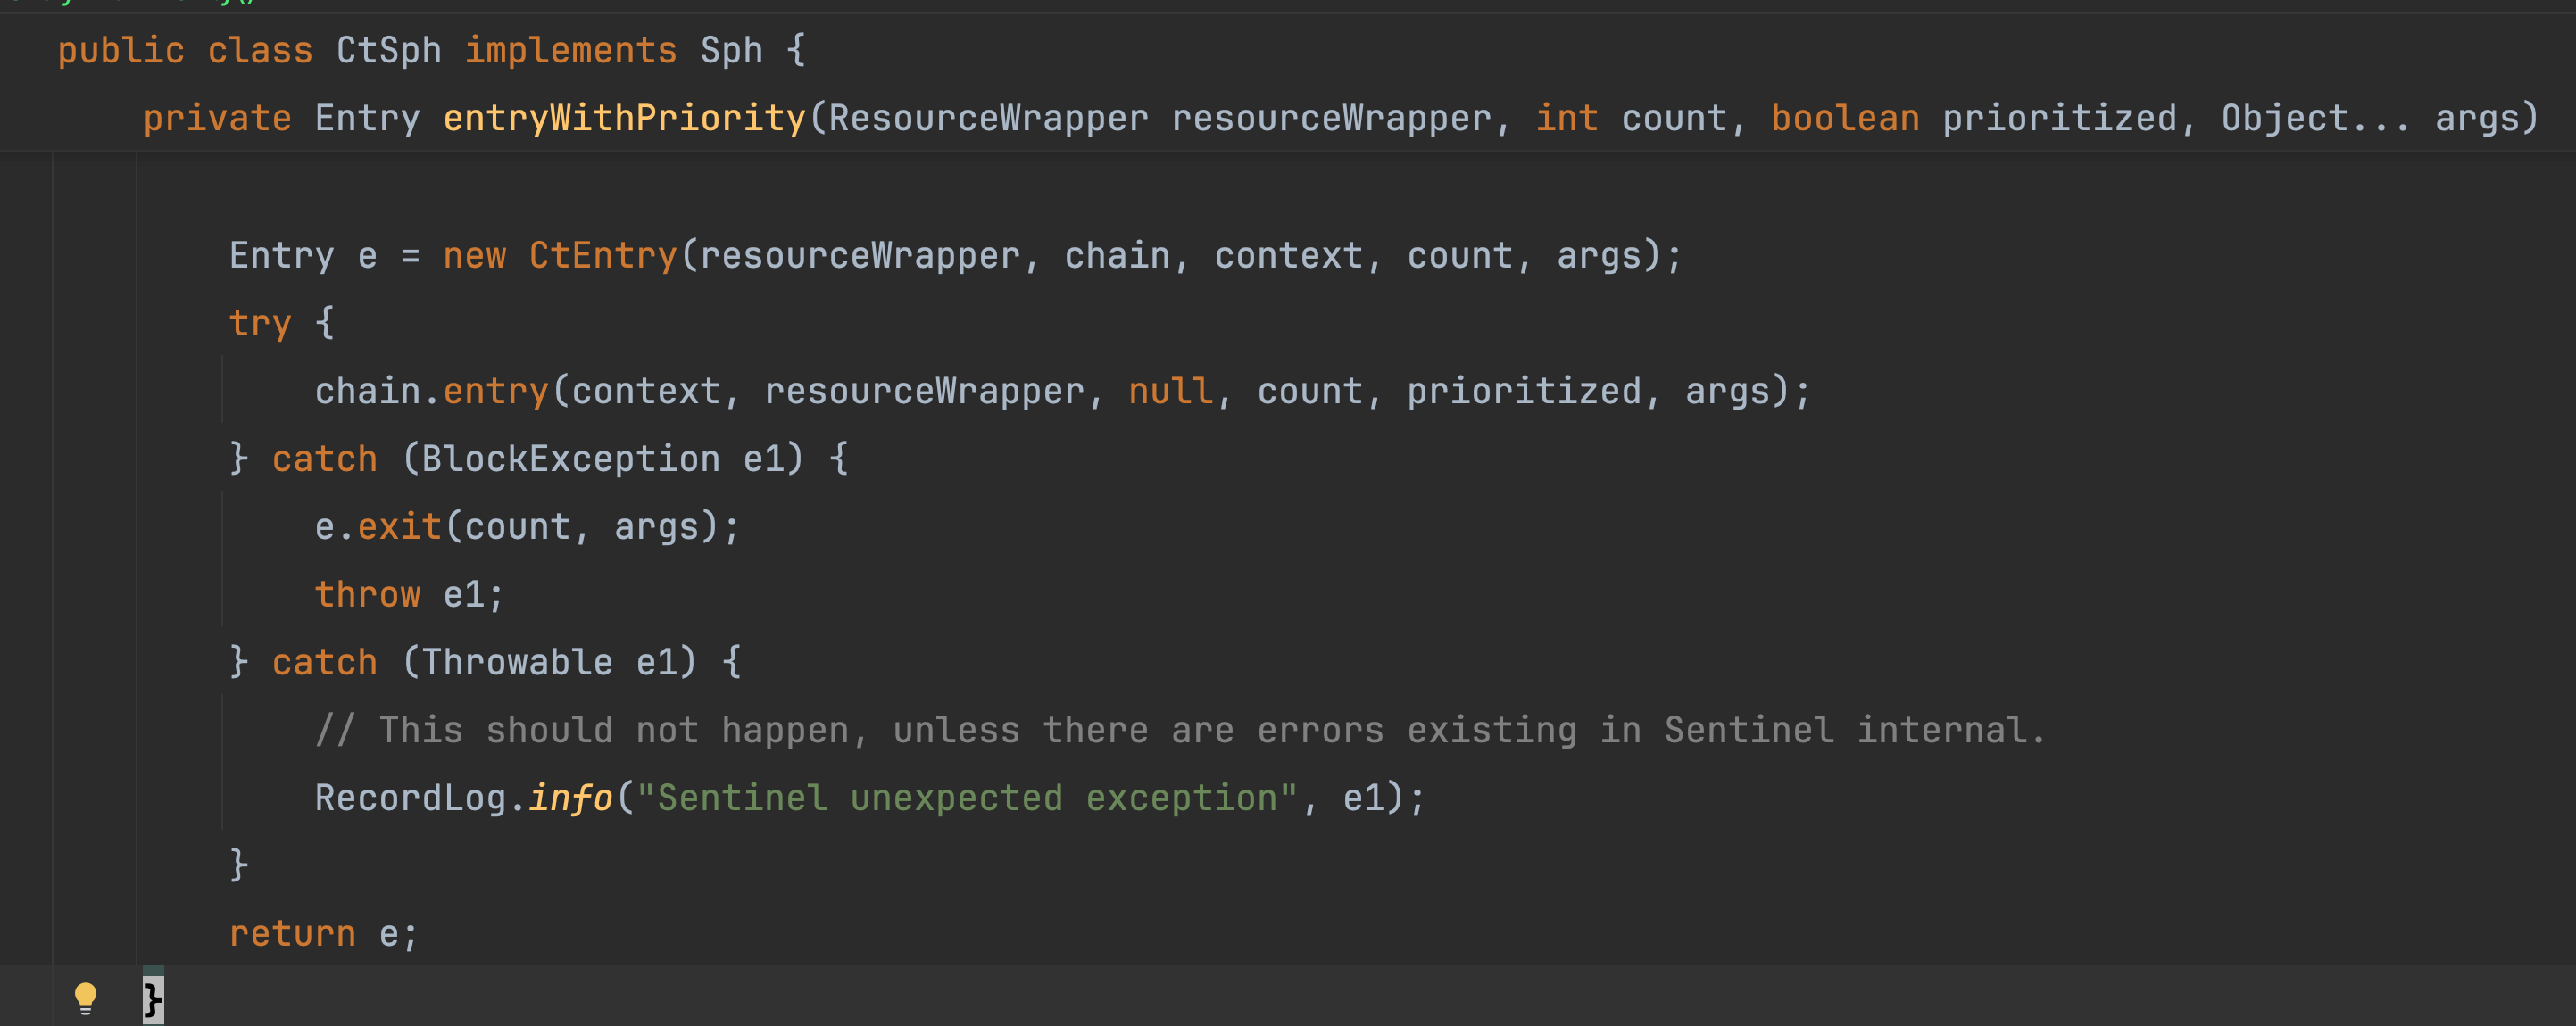 public class CtSph implements Sph {
private Entry entryWithPriority(ResourceWrapper resourceWrapper, int count, boolean prioritized, Object... args)
Entry e = new CtEntry(resourceWrapper, chain, context, count, args);
try {
chain.entry(context, resourceWrapper, null, count, prioritized, args);
} catch (BlockException e1) {
e.exit(count, args);
throw e1;
} catch (Throwable e1) {
// This should not happen, unless there are errors existing in Sentinel internal.
RecordLog.info("Sentinel unexpected exception", e1);
}
return e;
}